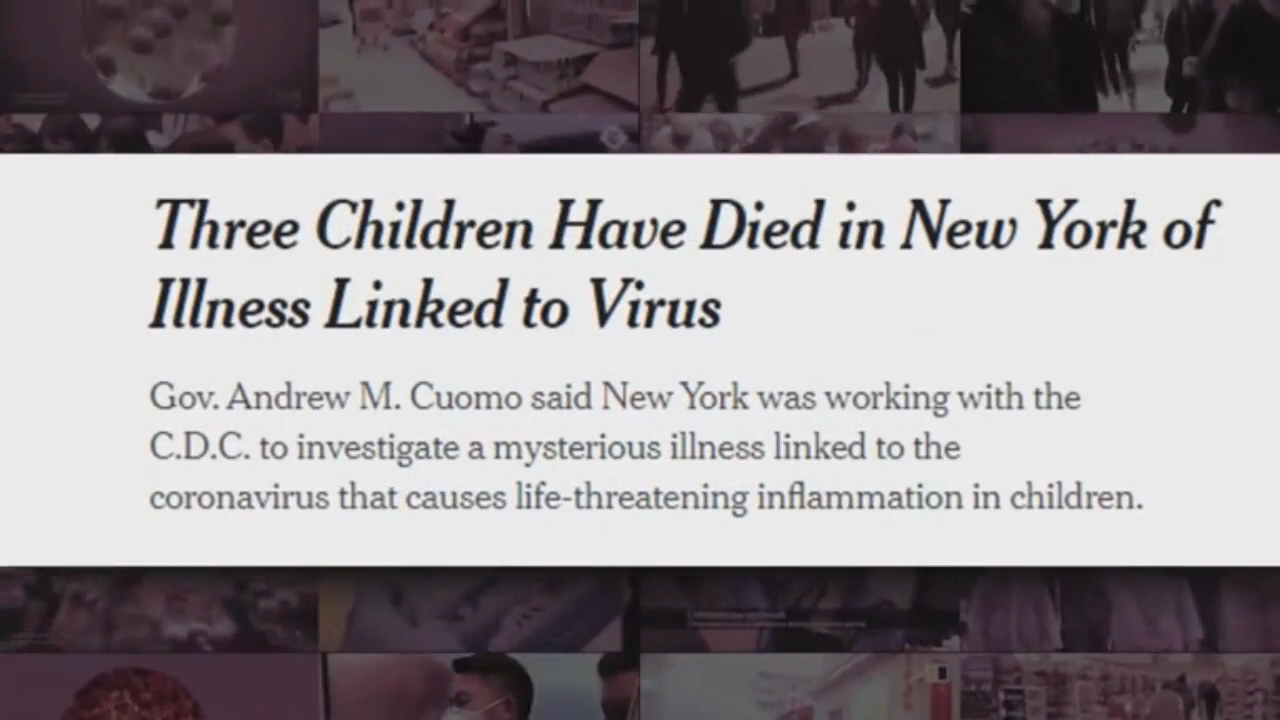 Three Children Have Died in New York of
Illness Linked to Virus
Gov. Andrew M. Cuomo said New York was working with the
C.D.C. to investigate a mysterious illness linked to the
coronavirus that causes life-threatening inflammation in children.